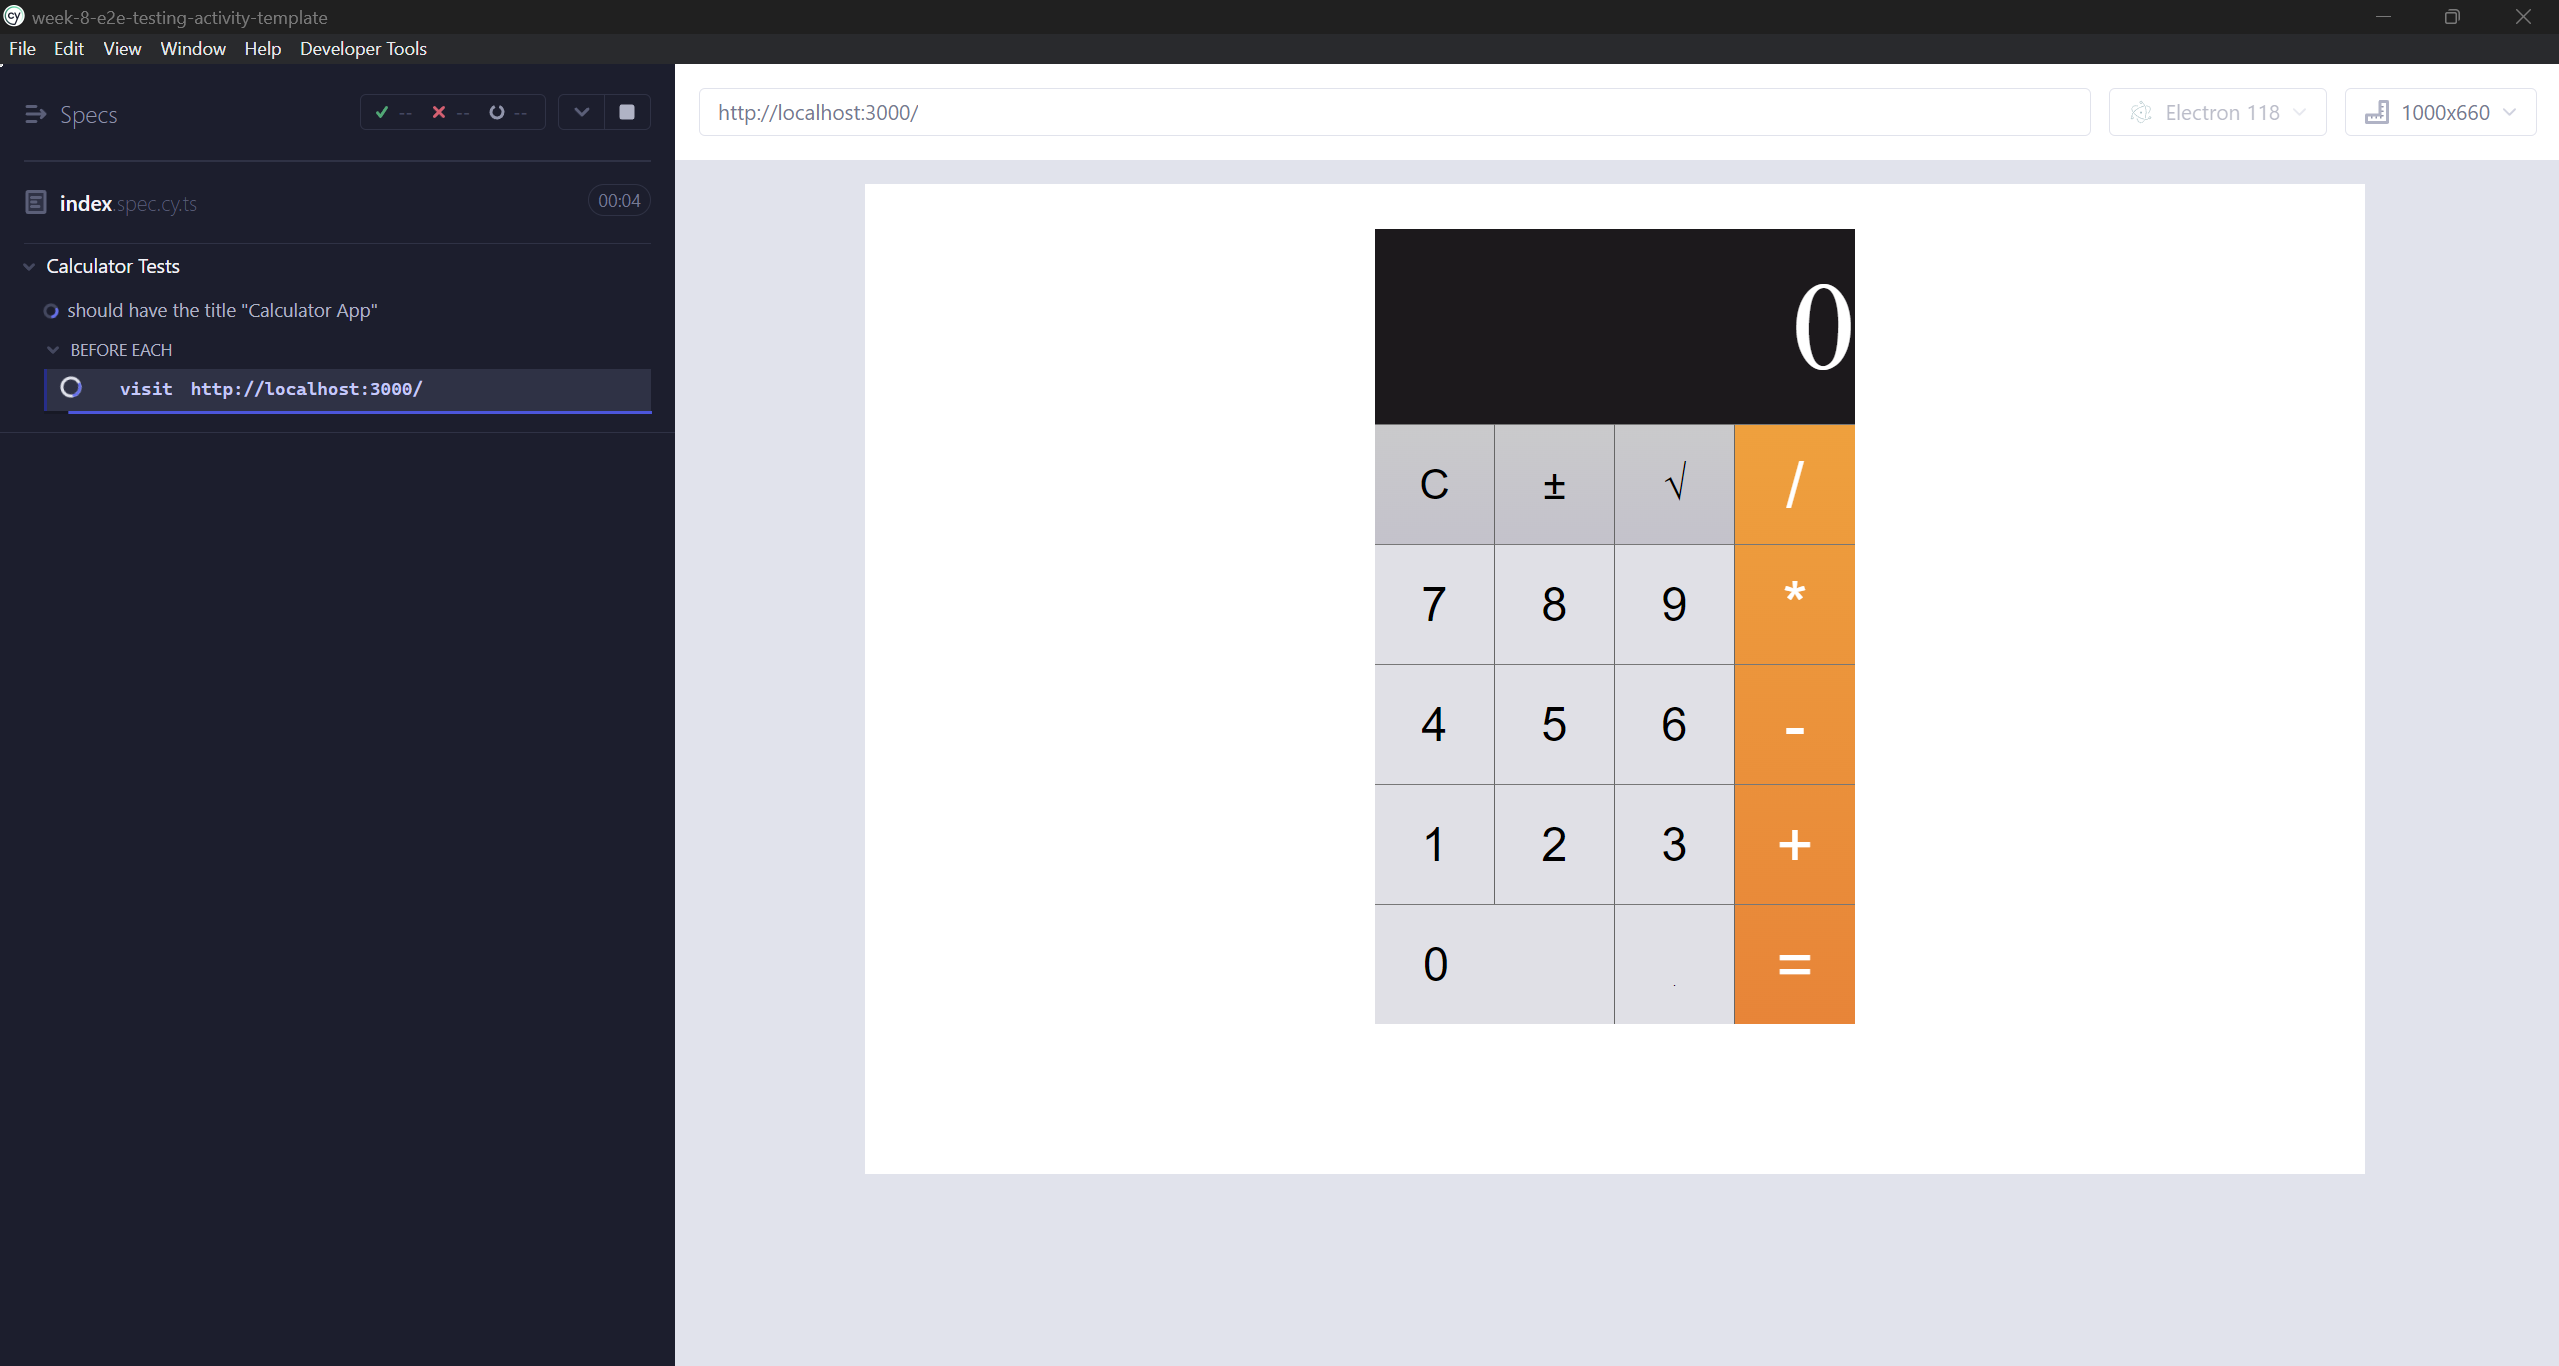 cy week-8-e2e-testing-activity-template
File Edit View Window Help Developer Tools
Specs -- -- --
http://localhost:3000/ Electron 118 1000x660
index.spec.cy.ts 00:04
Calculator Tests
should have the title "Calculator App"
BEFORE EACH
visit http://localhost:3000/
0
C ± √ /
7 8 9 *
4 5 6 -
1 2 3 +
0 . =